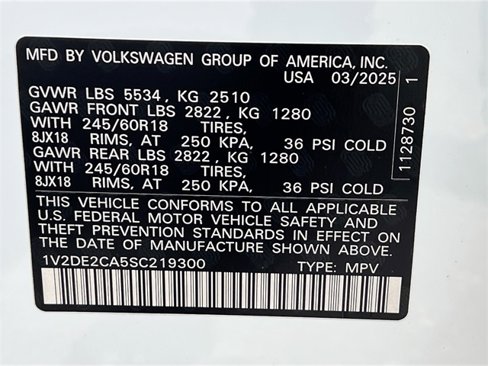 MFD BY VOLKSWAGEN GROUP OF AMERICA, INC.
USA 03/2025
GVWR LBS 5534, KG 2510
GAWR FRONT LBS 2822, KG 1280
WITH 245/60R18 TIRES,
8JX18 RIMS, AT 250 KPA, 36 PSI COLD
GAWR REAR LBS 2822, KG 1280
WITH 245/60R18 TIRES,
8JX18 RIMS, AT 250 KPA, 36 PSI COLD
THIS VEHICLE CONFORMS TO ALL APPLICABLE
U.S. FEDERAL MOTOR VEHICLE SAFETY AND
THEFT PREVENTION STANDARDS IN EFFECT ON
THE DATE OF MANUFACTURE SHOWN ABOVE.
1V2DE2CA5SC219300 TYPE: MPV
1128730 1